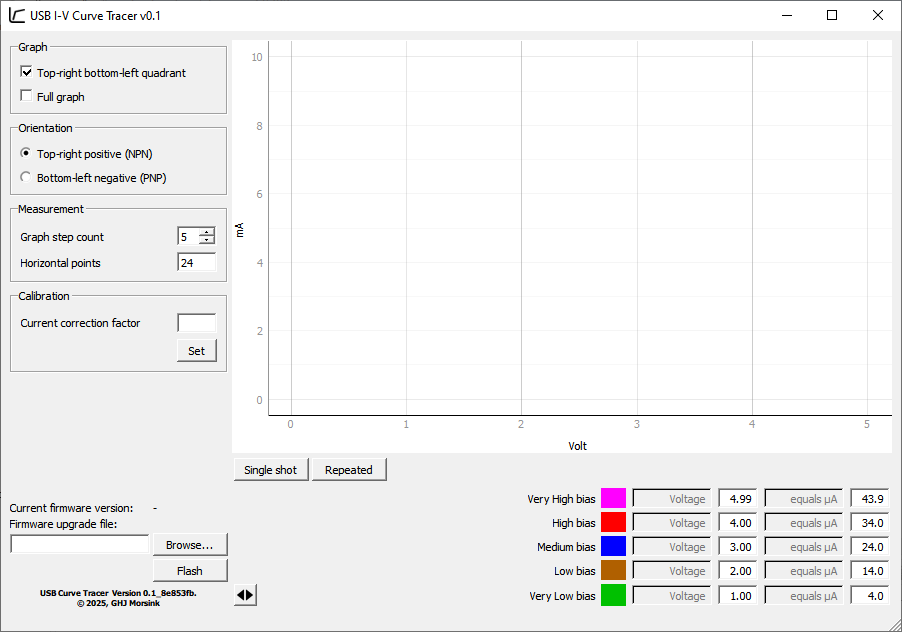 USB I-V Curve Tracer v0.1
Graph
Top-right bottom-left quadrant
Full graph
Orientation
Top-right positive (NPN)
Bottom-left negative (PNP)
Measurement
Graph step count 5
Horizontal points 24
Calibration
Current correction factor
Set
10
8
6
4
2
0
mA
0 1 2 3 4 5
Volt
Single shot Repeated
Very High bias Voltage 4.99 equals µA 43.9
High bias Voltage 4.00 equals µA 34.0
Medium bias Voltage 3.00 equals µA 24.0
Low bias Voltage 2.00 equals µA 14.0
Very Low bias Voltage 1.00 equals µA 4.0
Current firmware version: -
Firmware upgrade file:
Browse...
Flash
USB Curve Tracer Version 0.1_8e853fb.
© 2025, GHJ Morsink